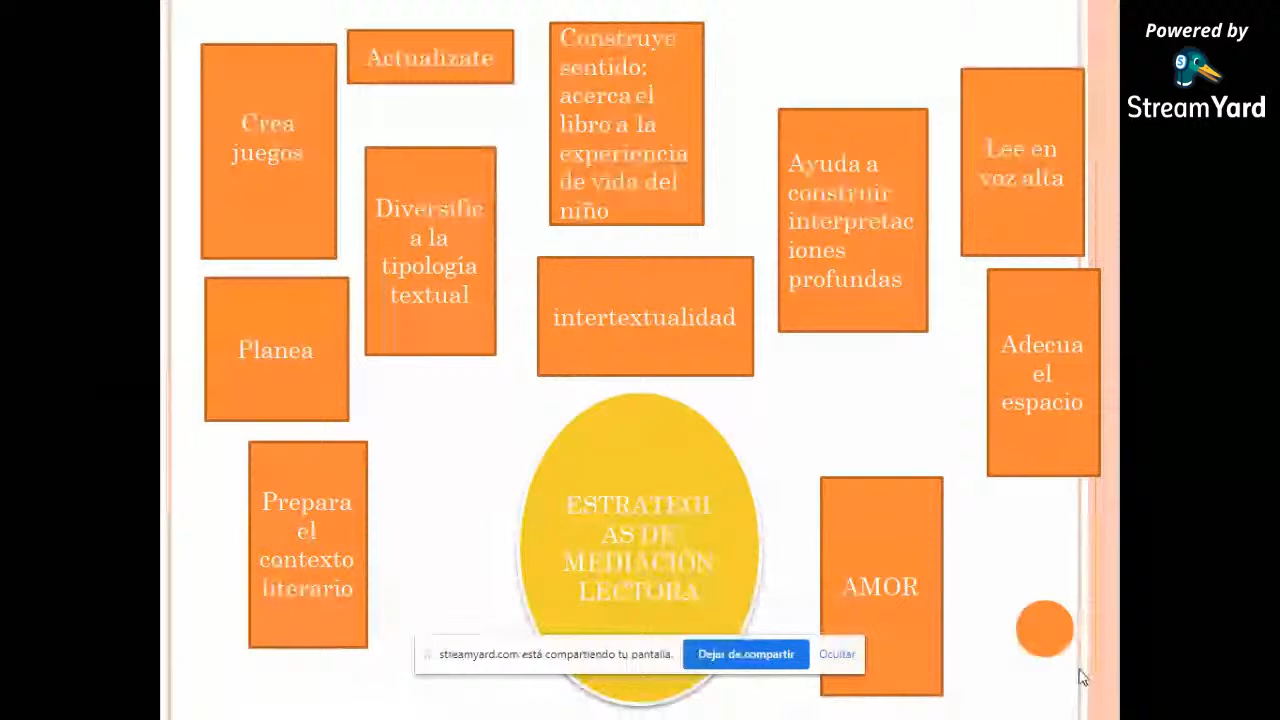 Powered by
StreamYard
Crea
juegos
Actualízate
Construye
sentido:
acerca el
libro a la
experiencia
de vida del
niño
Diversific
a la
tipología
textual
Ayuda a
construir
interpretac
iones
profundas
Lee en
voz alta
Planea
intertextualidad
Adecua
el
espacio
Prepara
el
contexto
literario
ESTRATEGI
AS DE
MEDIACIÓN
LECTORA
AMOR
streamyard.com está compartiendo tu pantalla.
Dejar de compartir
Ocultar